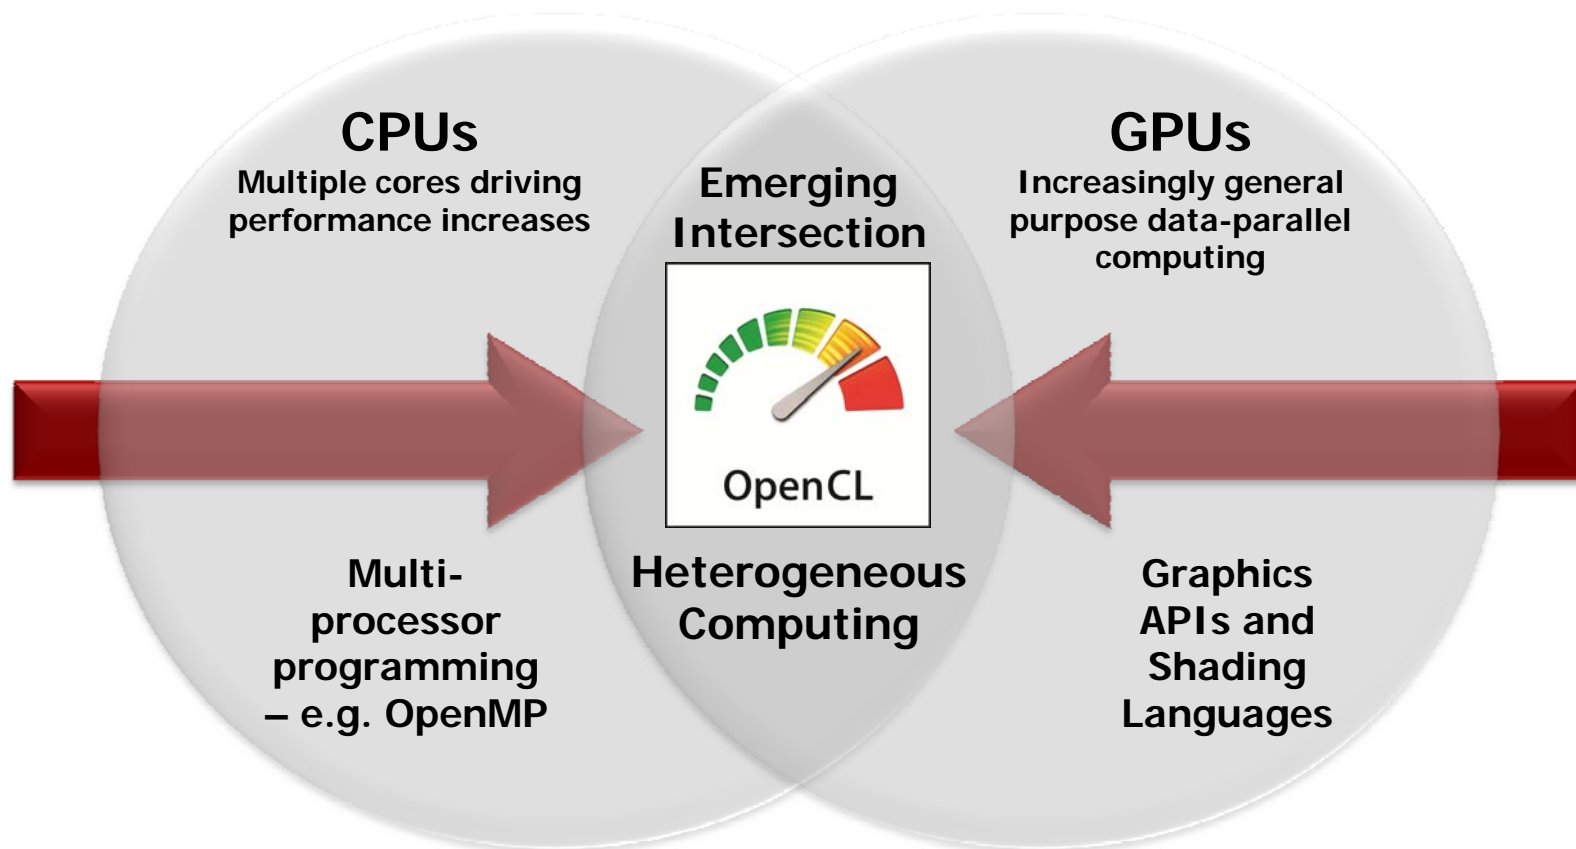 CPUs
Multiple cores driving
performance increases
Multi-
processor
programming
– e.g. OpenMP
Emerging
Intersection
OpenCL
Heterogeneous
Computing
GPUs
Increasingly general
purpose data-parallel
computing
Graphics
APIs and
Shading
Languages